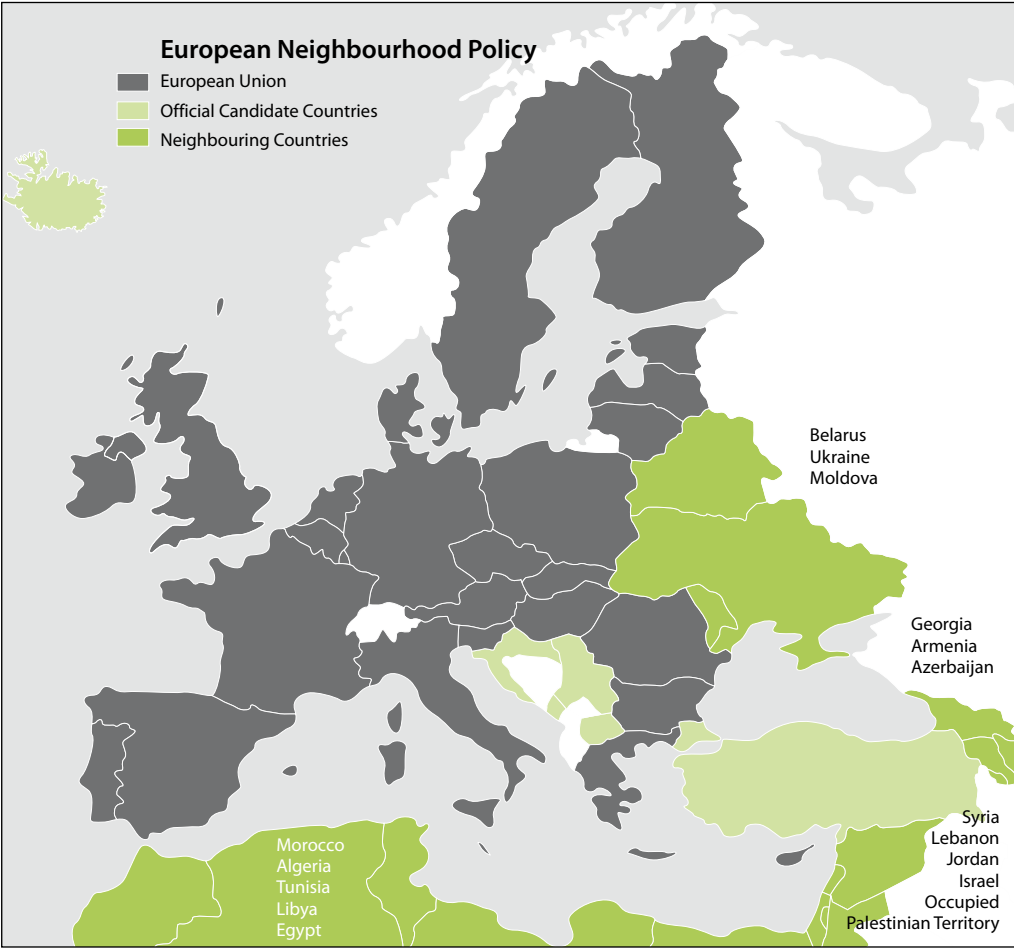 European Neighbourhood Policy
European Union
Official Candidate Countries
Neighbouring Countries
Belarus
Ukraine
Moldova
Georgia
Armenia
Azerbaijan
Syria
Lebanon
Jordan
Israel
Occupied
Palestinian Territory
Morocco
Algeria
Tunisia
Libya
Egypt